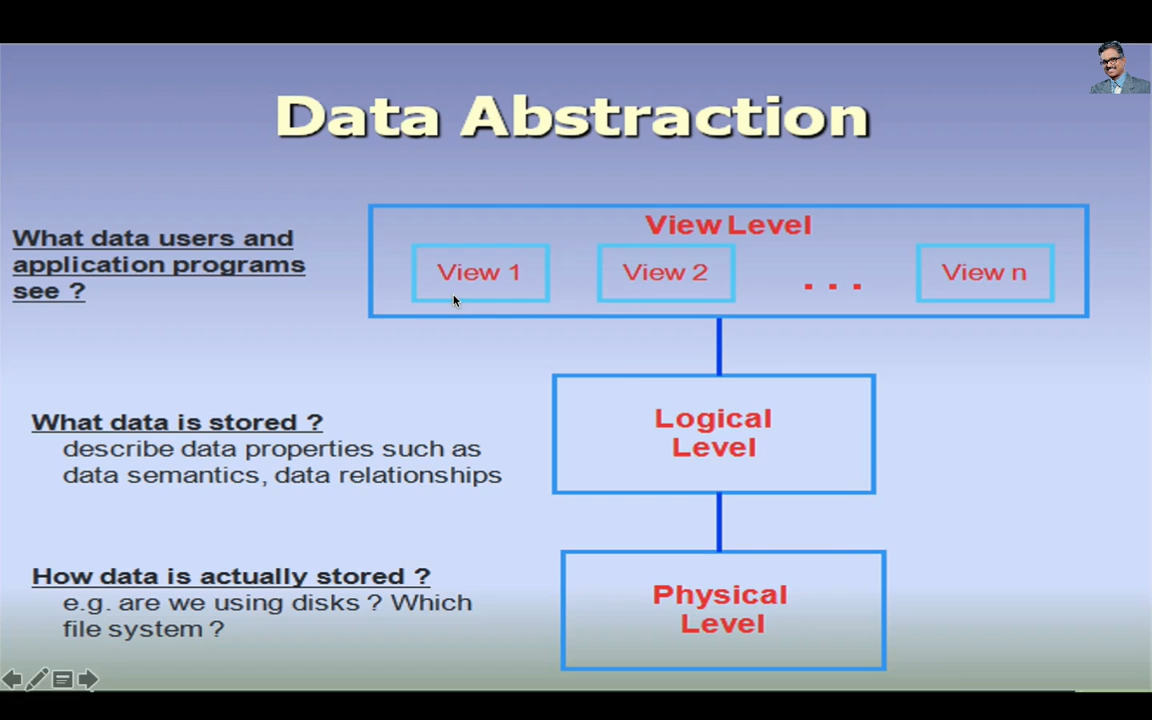 Data Abstraction
What data users and
application programs
see ?
View Level
View 1
View 2
. . .
View n
What data is stored ?
describe data properties such as
data semantics, data relationships
Logical
Level
How data is actually stored ?
e.g. are we using disks ? Which
file system ?
Physical
Level